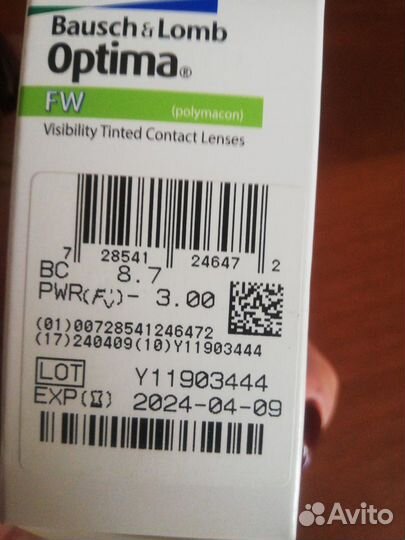 Bausch & Lomb
Optima®
FW (polymacon)
Visibility Tinted Contact Lenses
7 28541 24647 2
BC 8.7
PWR(F'v)- 3.00
(01)00728541246472
(17)240409(10)Y11903444
LOT Y11903444
EXP(⌛) 2024-04-09
Avito